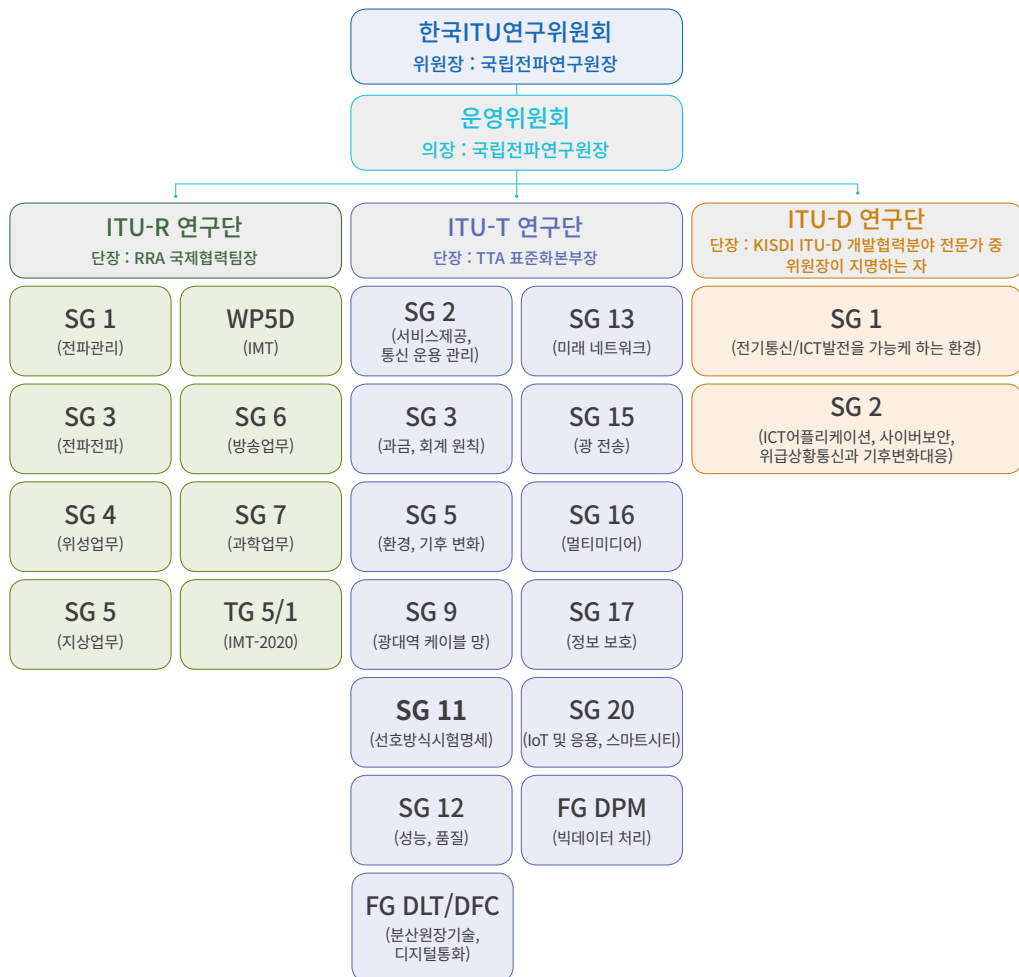 한국ITU연구위원회
위원장 : 국립전파연구원장
운영위원회
의장 : 국립전파연구원장
ITU-R 연구단
단장 : RRA 국제협력팀장
SG 1
(전파관리)
WP5D
(IMT)
SG 3
(전파전파)
SG 6
(방송업무)
SG 4
(위성업무)
SG 7
(과학업무)
SG 5
(지상업무)
TG 5/1
(IMT-2020)
ITU-T 연구단
단장 : TTA 표준화본부장
SG 2
(서비스제공,
통신 운용 관리)
SG 13
(미래 네트워크)
SG 3
(과금, 회계 원칙)
SG 15
(광 전송)
SG 5
(환경, 기후 변화)
SG 16
(멀티미디어)
SG 9
(광대역 케이블 망)
SG 17
(정보 보호)
SG 11
(선호방식시험명세)
SG 20
(IoT 및 응용, 스마트시티)
SG 12
(성능, 품질)
FG DPM
(빅데이터 처리)
FG DLT/DFC
(분산원장기술,
디지털통화)
ITU-D 연구단
단장 : KISDI ITU-D 개발협력분야 전문가 중
위원장이 지명하는 자
SG 1
(전기통신/ICT발전을 가능케 하는 환경)
SG 2
(ICT어플리케이션, 사이버보안,
위급상황통신과 기후변화대응)